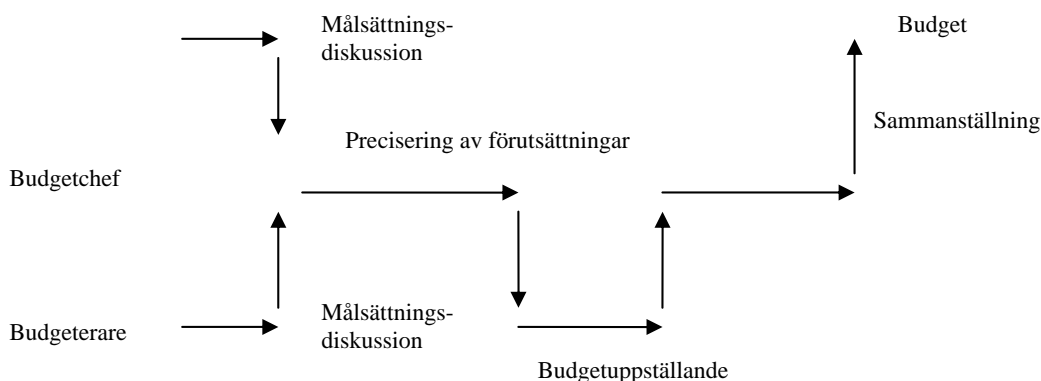 Målsättnings-
diskussion
Budget
Sammanställning
Precisering av förutsättningar
Budgetchef
Målsättnings-
diskussion
Budgeterare
Budgetuppställande